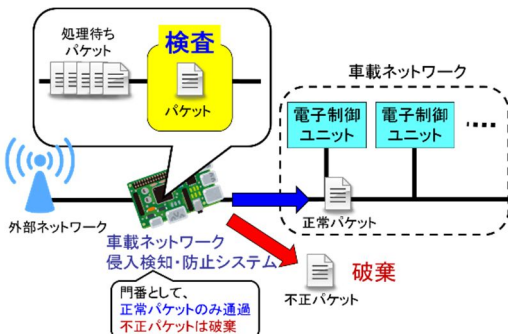 処理待ち
パケット
検査
パケット
車載ネットワーク
電子制御
ユニット
電子制御
ユニット
外部ネットワーク
正常パケット
車載ネットワーク
侵入検知・防止システム
破棄
不正パケット
門番として、
正常パケットのみ通過
不正パケットは破棄